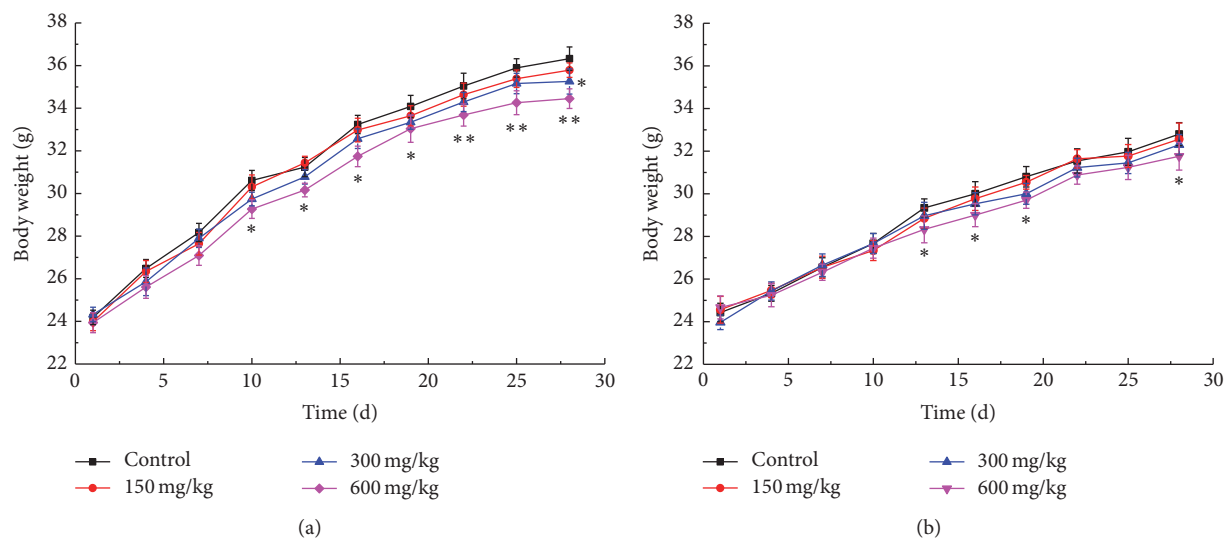 38
36
34
32
30
28
26
24
22
Body weight (g)
*
*
*
*
**
**
**
*
0 5 10 15 20 25 30
Time (d)
Control
150 mg/kg
300 mg/kg
600 mg/kg
(a)
38
36
34
32
30
28
26
24
22
Body weight (g)
*
*
*
*
0 5 10 15 20 25 30
Time (d)
Control
150 mg/kg
300 mg/kg
600 mg/kg
(b)